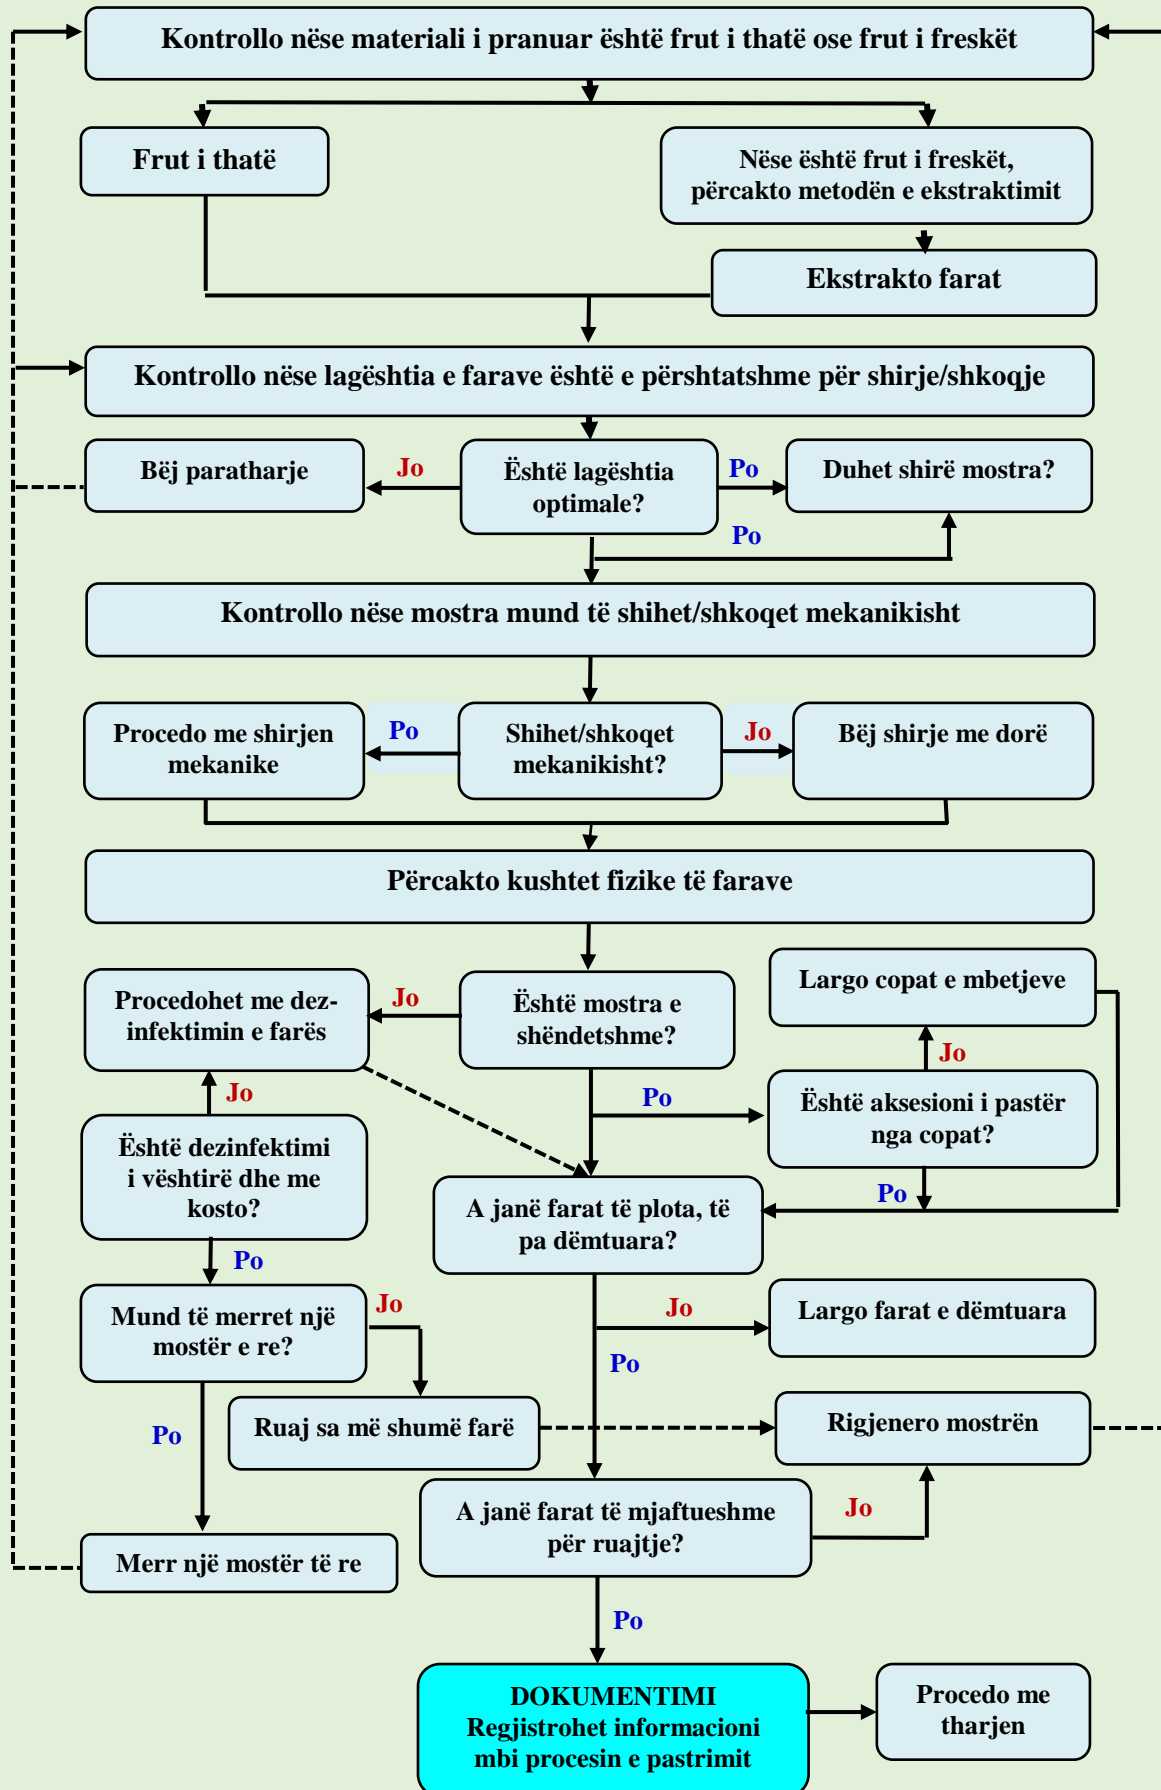 Kontrollo nëse materiali i pranuar është frut i thatë ose frut i freskët
Frut i thatë
Nëse është frut i freskët,
përcakto metodën e ekstraktimit
Ekstrakto farat
Kontrollo nëse lagështia e farave është e përshtatshme për shirje/shkoqje
Bëj paratharje
Jo
Është lagështia
optimale?
Po
Duhet shirë mostra?
Po
Kontrollo nëse mostra mund të shihet/shkoqet mekanikisht
Procedo me shirjen
mekanike
Po
Shihet/shkoqet
mekanikisht?
Jo
Bëj shirje me dorë
Përcakto kushtet fizike të farave
Largo copat e mbetjeve
Procedohet me dez-
infektimin e farës
Jo
Është mostra e
shëndetshme?
Jo
Jo
Po
Është aksesioni i pastër
nga copat?
Është dezinfektimi
i vështirë dhe me
kosto?
Po
A janë farat të plota, të
pa dëmtuara?
Po
Mund të merret një
mostër e re?
Jo
Jo
Largo farat e dëmtuara
Po
Po
Ruaj sa më shumë farë
Rigjenero mostrën
A janë farat të mjaftueshme
për ruajtje?
Jo
Merr një mostër të re
Po
DOKUMENTIMI
Regjistrohet informacioni
mbi procesin e pastrimit
Procedo me
tharjen